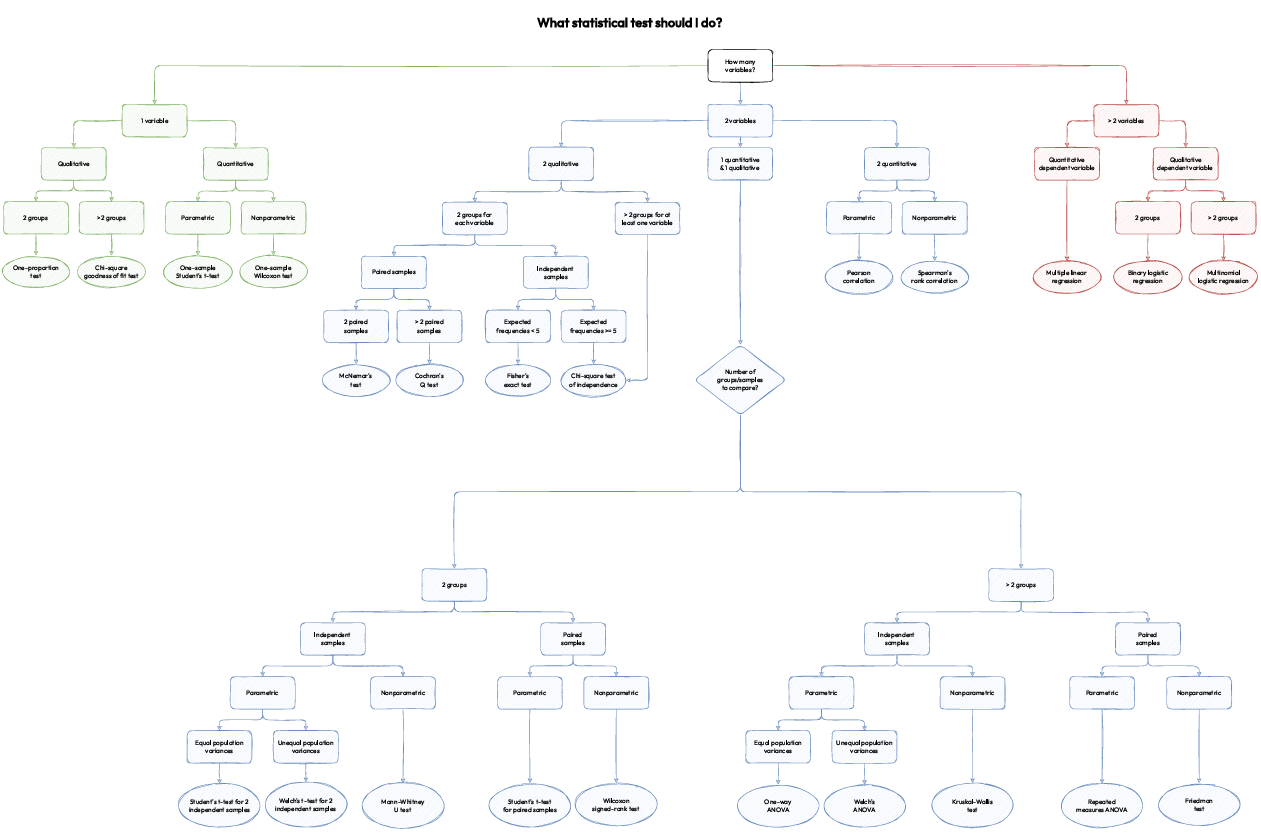 What statistical test should I do?
How many
variables?
1 variable
2 variables
> 2 variables
Qualitative
Quantitative
2 qualitative
1 quantitative
& 1 qualitative
2 quantitative
Quantitative
dependent variable
Qualitative
dependent variable
2 groups
>2 groups
Parametric
Nonparametric
2 groups for
each variable
> 2 groups for at
least one variable
Parametric
Nonparametric
2 groups
> 2 groups
One-proportion
test
Chi-square
goodness of fit test
One-sample
Student's t-test
One-sample
Wilcoxon test
Paired samples
Independent
samples
Pearson
correlation
Spearman's
rank correlation
Multiple linear
regression
Binary logistic
regression
Multinomial
logistic regression
2 paired
samples
> 2 paired
samples
Expected
frequencies < 5
Expected
frequencies >= 5
McNemar's
test
Cochran's
Q test
Fisher's
exact test
Chi-square test
of independence
Number of
groups/samples
to compare?
2 groups
> 2 groups
Independent
samples
Paired
samples
Independent
samples
Paired
samples
Parametric
Nonparametric
Parametric
Nonparametric
Parametric
Nonparametric
Parametric
Nonparametric
Equal population
variances
Unequal population
variances
Equal population
variances
Unequal population
variances
Student's t-test for 2
independent samples
Welch's t-test for 2
independent samples
Mann-Whitney
U test
Student's t-test
for paired samples
Wilcoxon
signed-rank test
One-way
ANOVA
Welch's
ANOVA
Kruskal-Wallis
test
Repeated
measures ANOVA
Friedman
test